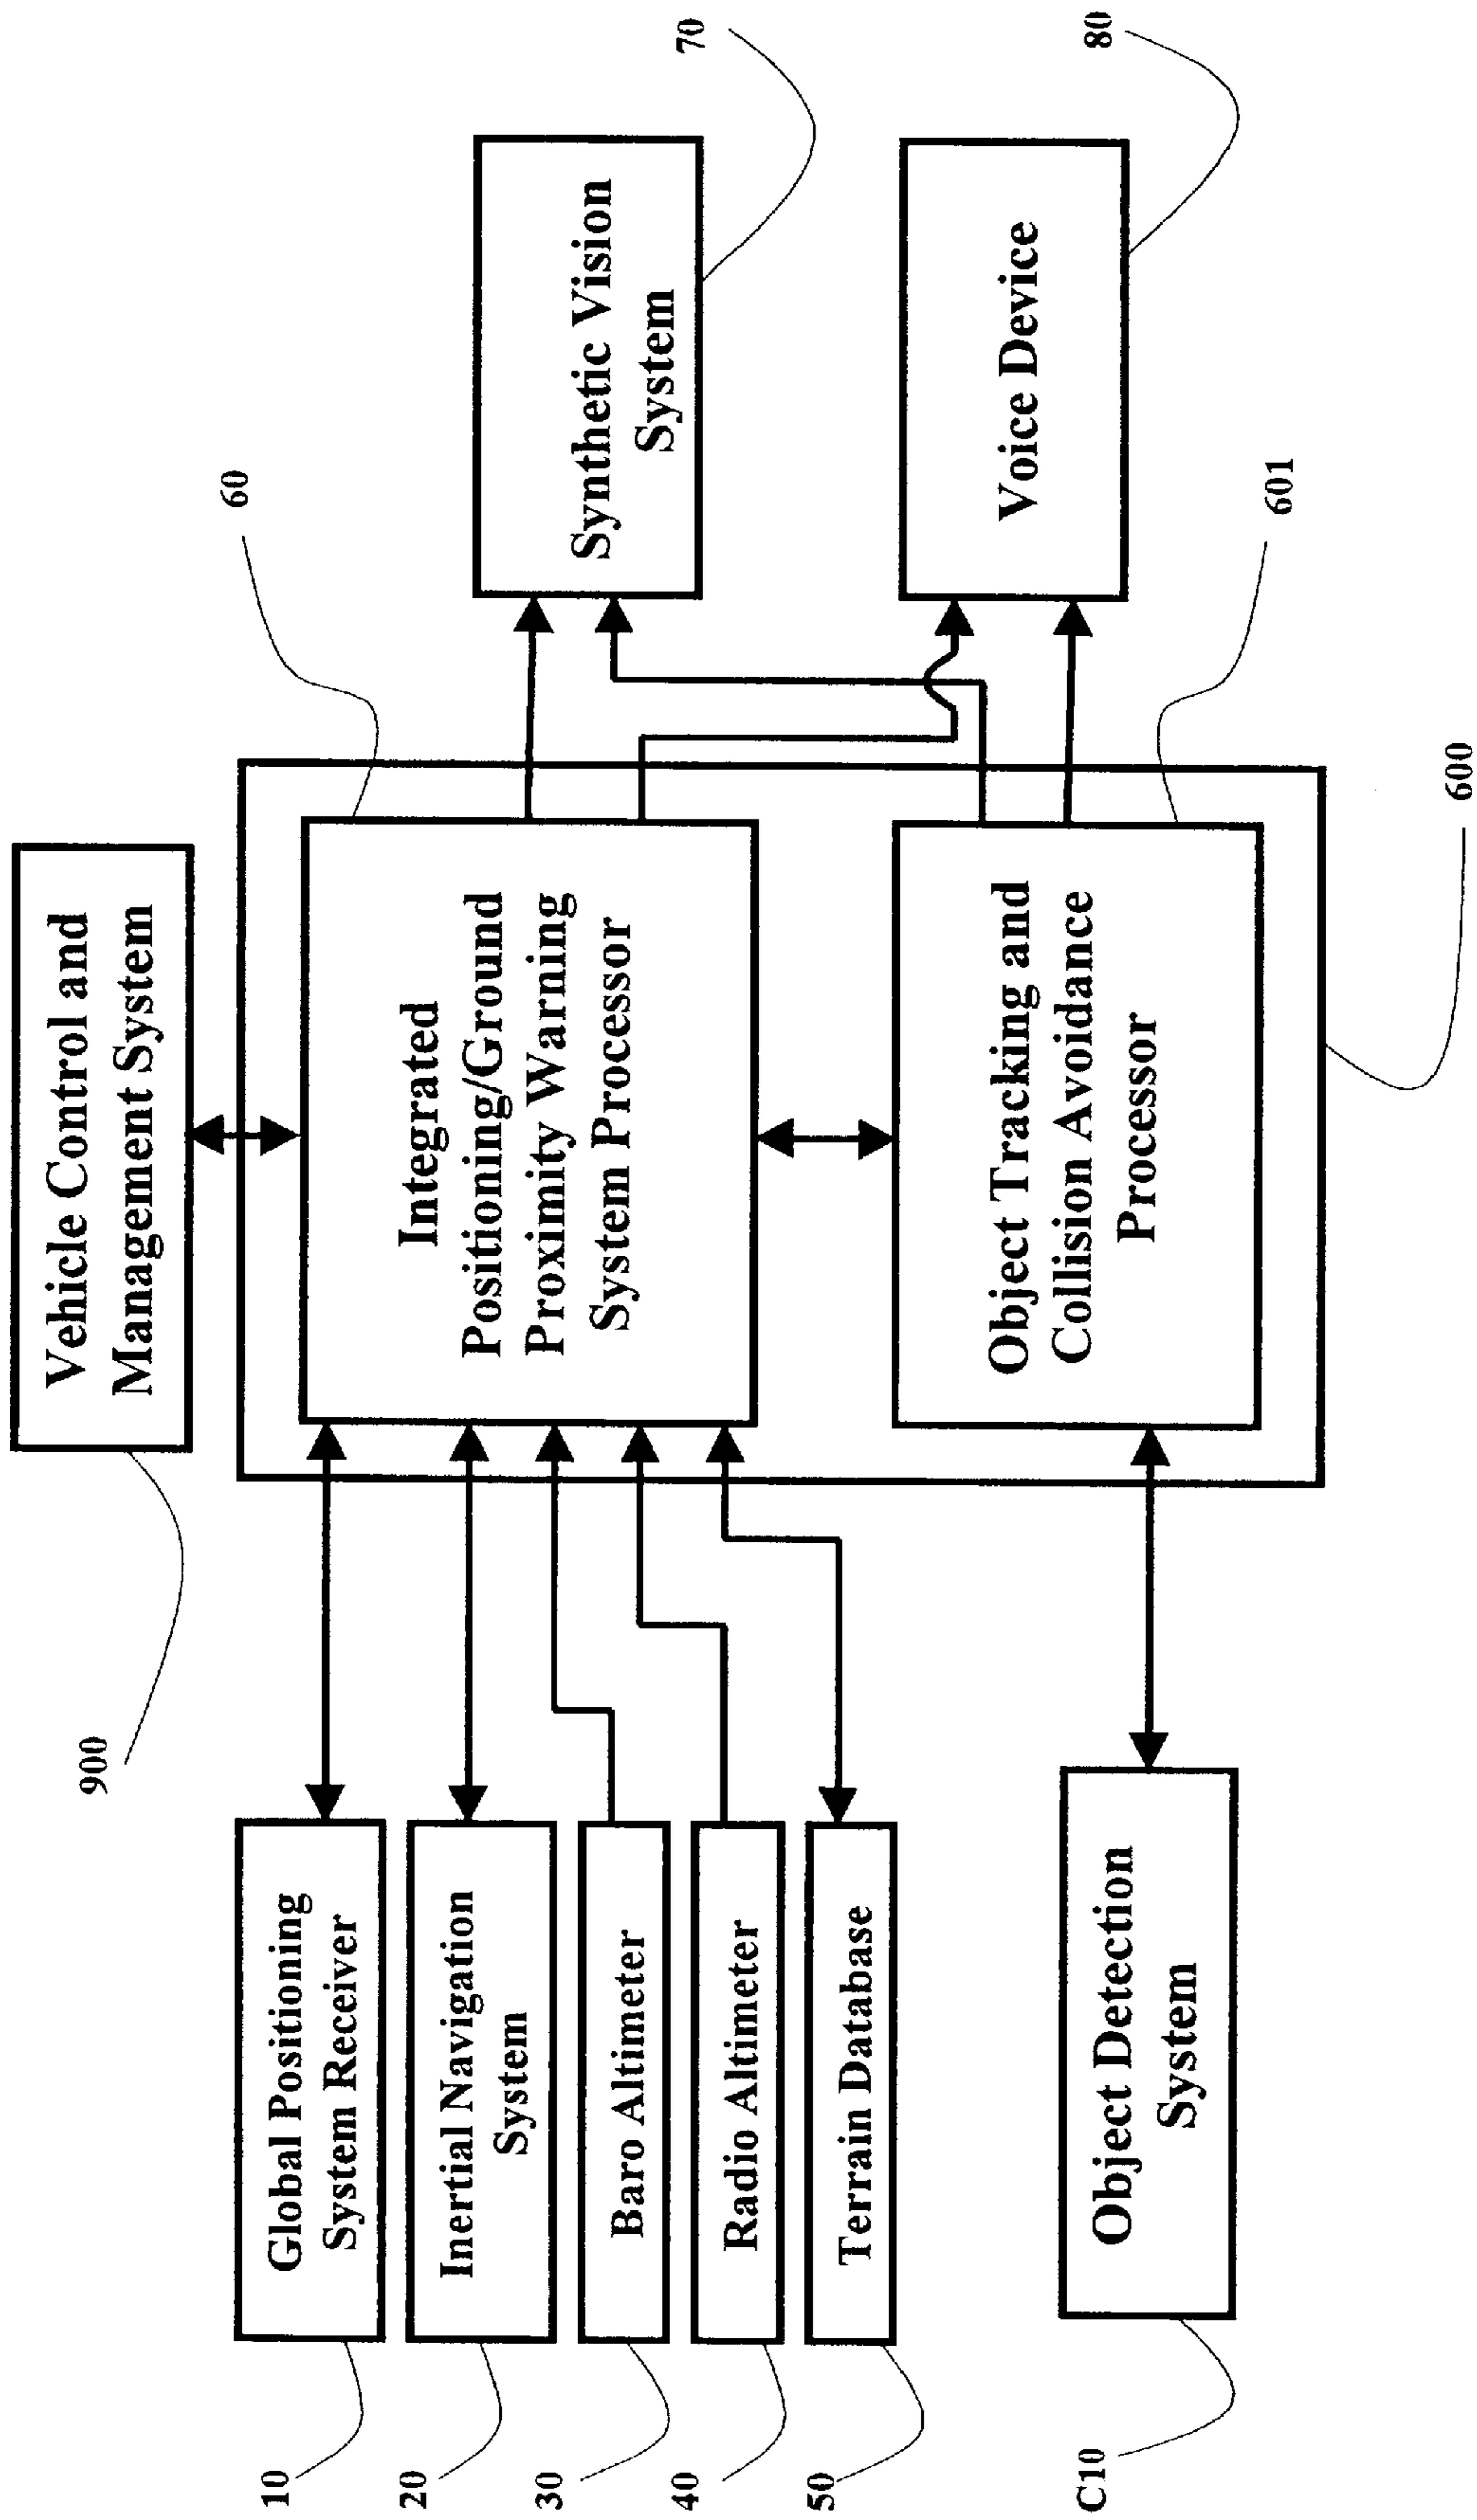 900
Vehicle Control and
Management System
60
70
10
Global Positioning
System Receiver
20
Inertial Navigation
System
30
Baro Altimeter
40
Radio Altimeter
50
Terrain Database
Integrated
Positioning/Ground
Proximity Warning
System Processor
Synthetic Vision
System
80
Voice Device
C10
Object Detection
System
Object Tracking and
Collision Avoidance
Processor
601
600